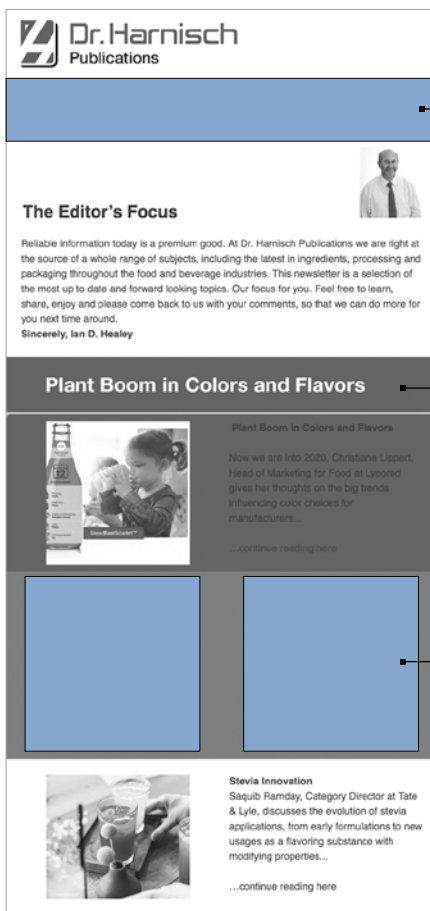 Dr. Harnisch
Publications
The Editor's Focus
Reliable information today is a premium good. At Dr. Harnisch Publications we are right at
the source of a whole range of subjects, including the latest in ingredients, processing and
packaging throughout the food and beverage industries. This newsletter is a selection of
the most up to date and forward looking topics. Our focus for you. Feel free to learn,
share, enjoy and please come back to us with your comments, so that we can do more for
you next time around.
Sincerely, Ian D. Healey
Plant Boom in Colors and Flavors
Plant Boom in Colors and Flavors
Now we are into 2020, Christiane Lippert,
Head of Marketing for Food at Lycored
gives her thoughts on the big trends
influencing color choices for
manufacturers...
...continue reading here
12
Stevia Innovation
Saquib Ramday, Category Director at Tate
& Lyle, discusses the evolution of stevia
applications, from early formulations to new
usages as a flavoring substance with
modifying properties...
...continue reading here